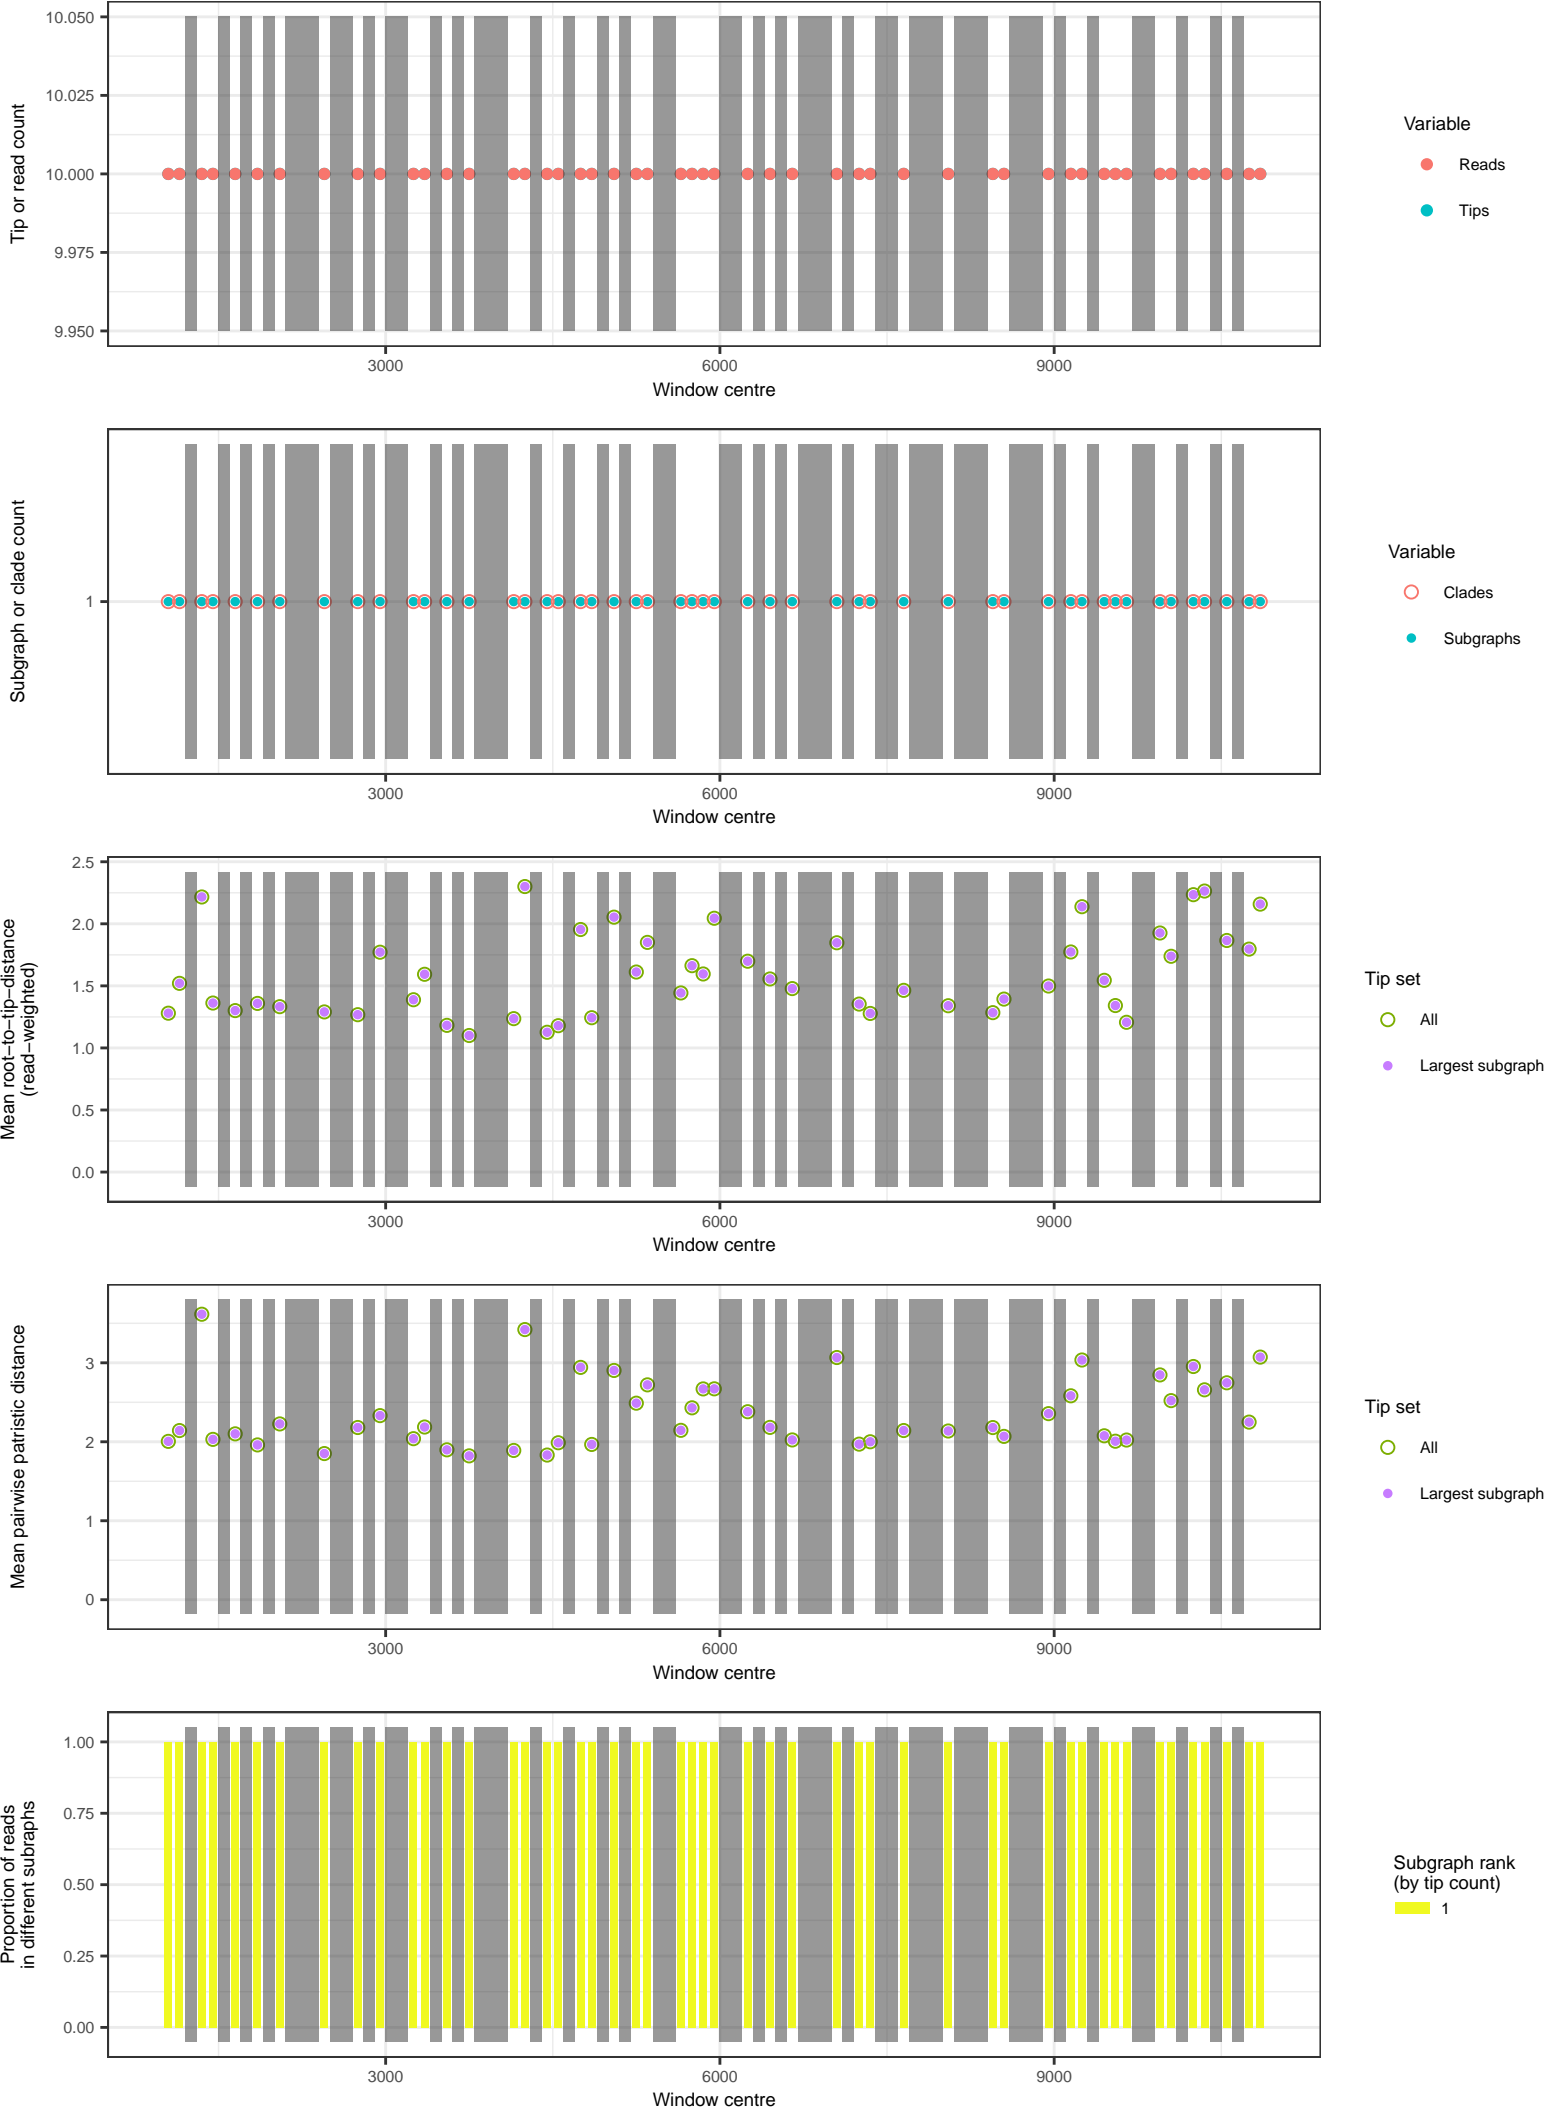 10.050
10.025
10.000
9.975
9.950
Tip or read count
3000
6000
9000
Window centre
Variable
Reads
Tips
1
Subgraph or clade count
3000
6000
9000
Window centre
Variable
Clades
Subgraphs
2.5
2.0
1.5
1.0
0.5
0.0
Mean root−to−tip−distance
(read−weighted)
3000
6000
9000
Window centre
Tip set
All
Largest subgraph
3
2
1
0
Mean pairwise patristic distance
3000
6000
9000
Window centre
Tip set
All
Largest subgraph
1.00
0.75
0.50
0.25
0.00
Proportion of reads
in different subraphs
3000
6000
9000
Window centre
Subgraph rank
(by tip count)
1